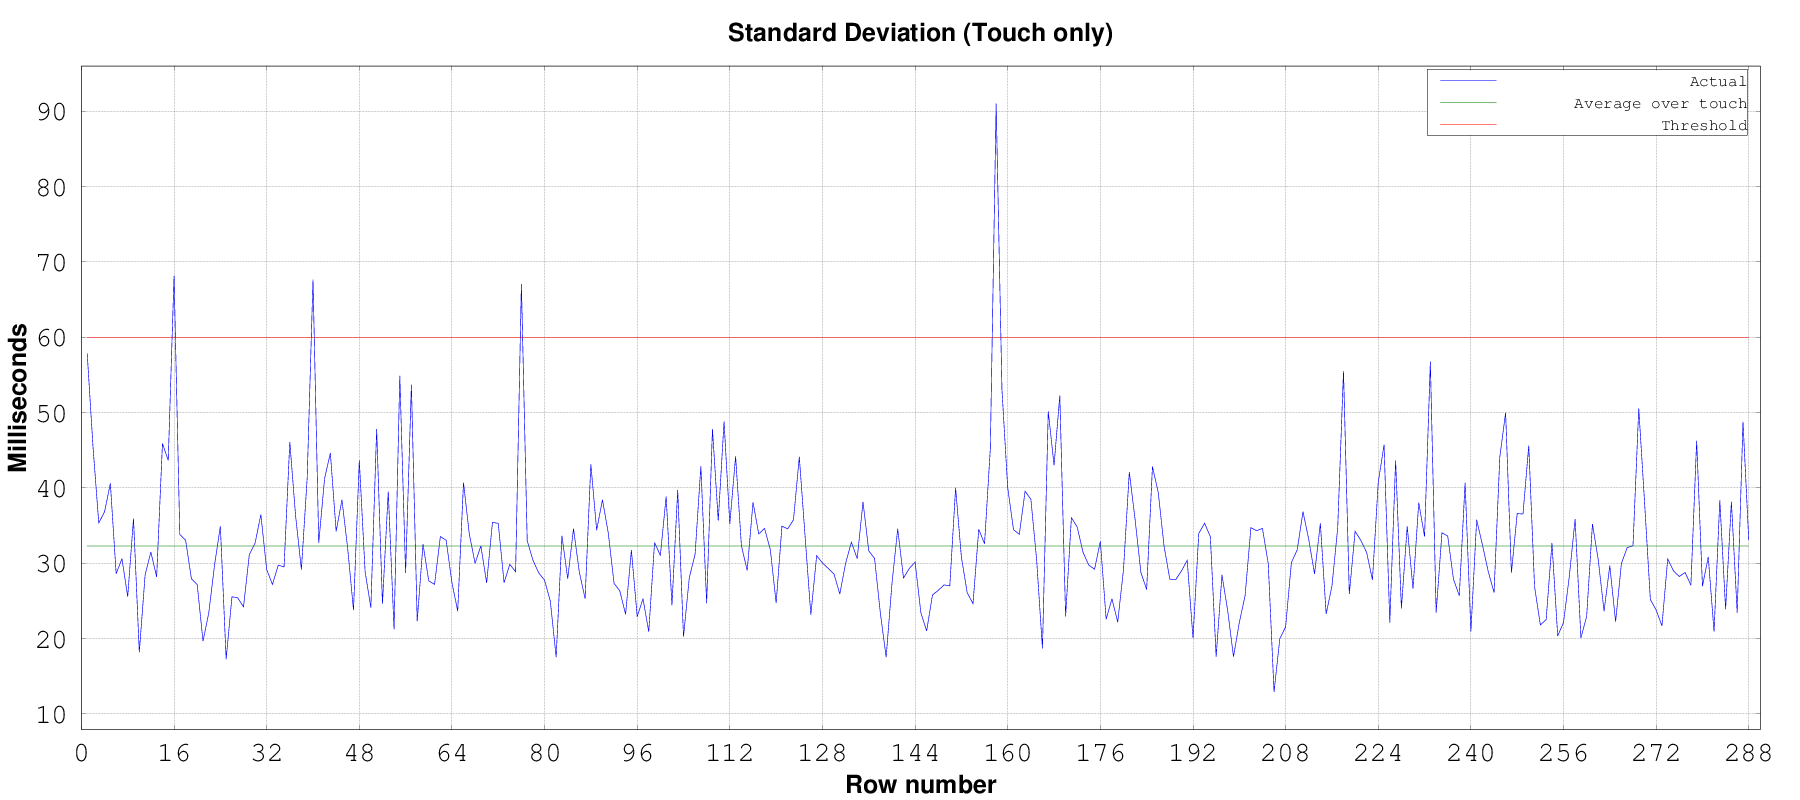 Standard Deviation (Touch only)
Actual
Average over touch
Threshold
90
80
70
60
50
40
30
20
10
Milliseconds
0 16 32 48 64 80 96 112 128 144 160 176 192 208 224 240 256 272 288
Row number